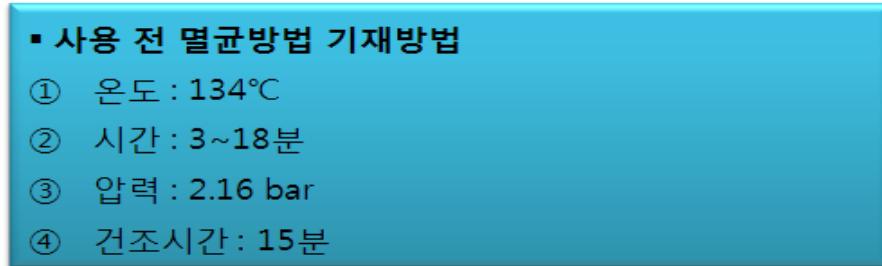 ▪ 사용 전 멸균방법 기재방법
① 온도 : 134℃
② 시간 : 3~18분
③ 압력 : 2.16 bar
④ 건조시간 : 15분